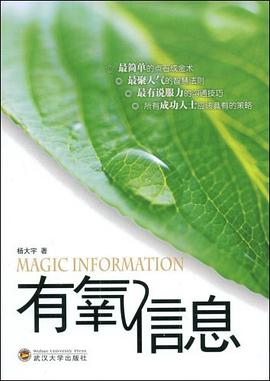 最简单的点石成金术
最聚人气的智慧法则
最有说服力的沟通技巧
所有成功人士应该具有的策略
杨大宇 著
MAGIC INFORMATION
有氧信息
Wuhan University Press
武汉大学出版社